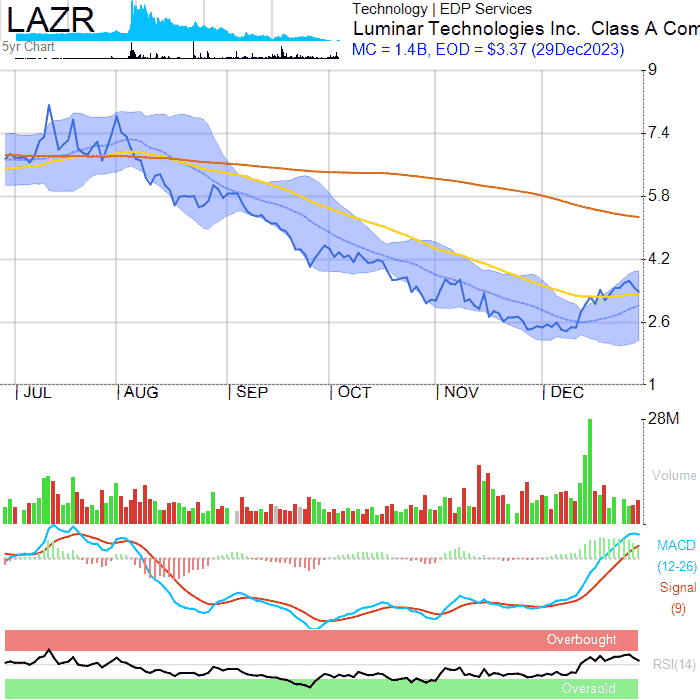 LAZR
5yr Chart
Technology | EDP Services
Luminar Technologies Inc. Class A Com
MC = 1.4B, EOD = $3.37 (29Dec2023)
9
7.4
5.8
4.2
2.6
1
JUL AUG SEP OCT NOV DEC
28M
Volume
MACD
(12-26)
Signal
(9)
Overbought
RSI(14)
Oversold